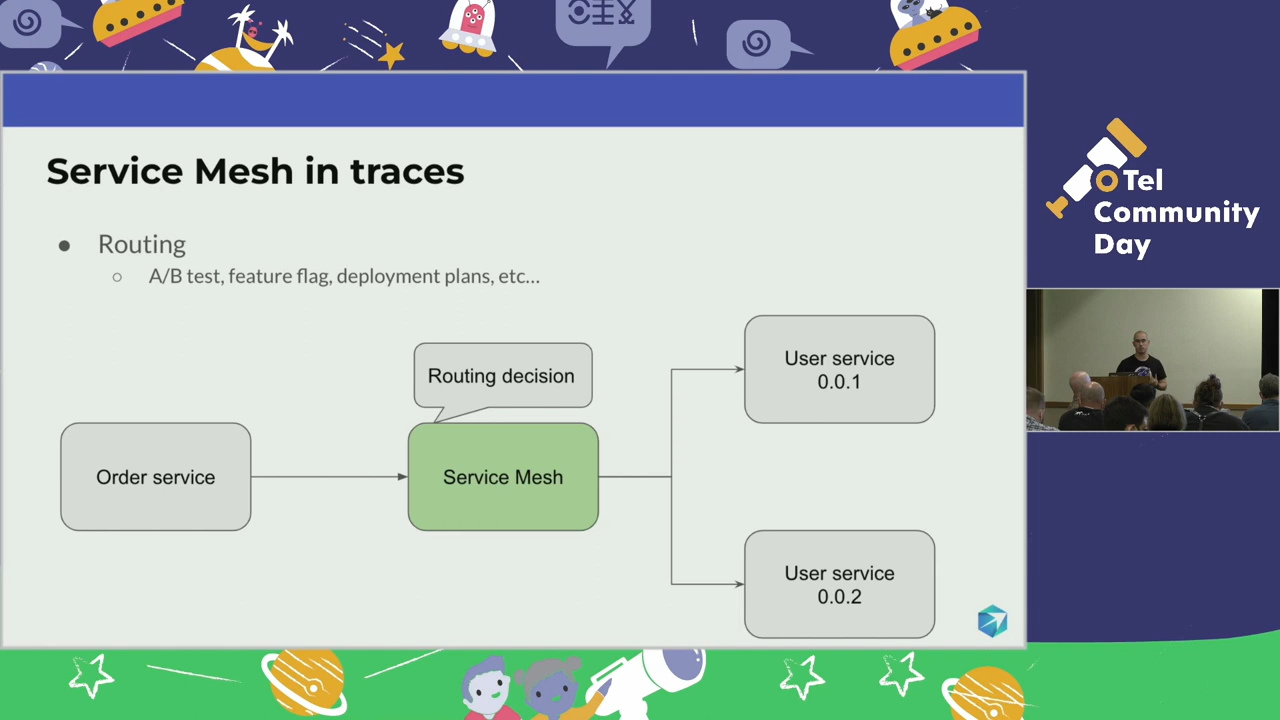 Service Mesh in traces
● Routing
○ A/B test, feature flag, deployment plans, etc...
Routing decision
Order service
Service Mesh
User service
0.0.1
User service
0.0.2
OTel
Community
Day